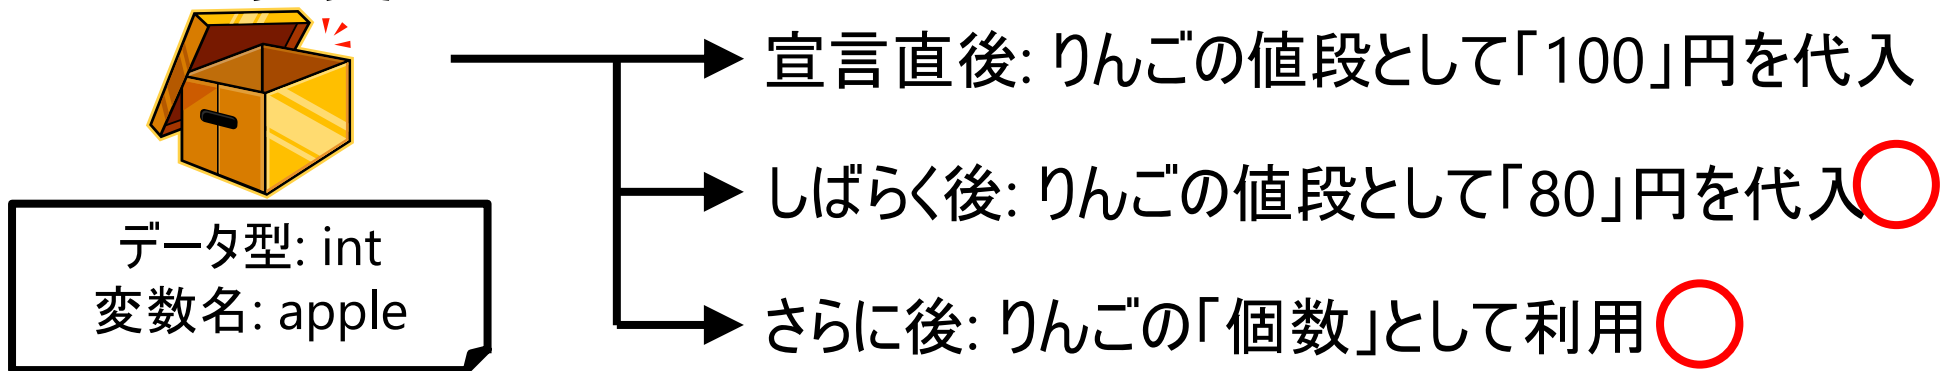 宣言直後: りんごの値段として「100」円を代入
しばらく後: りんごの値段として「80」円を代入
さらに後: りんごの「個数」として利用
データ型: int
変数名: apple